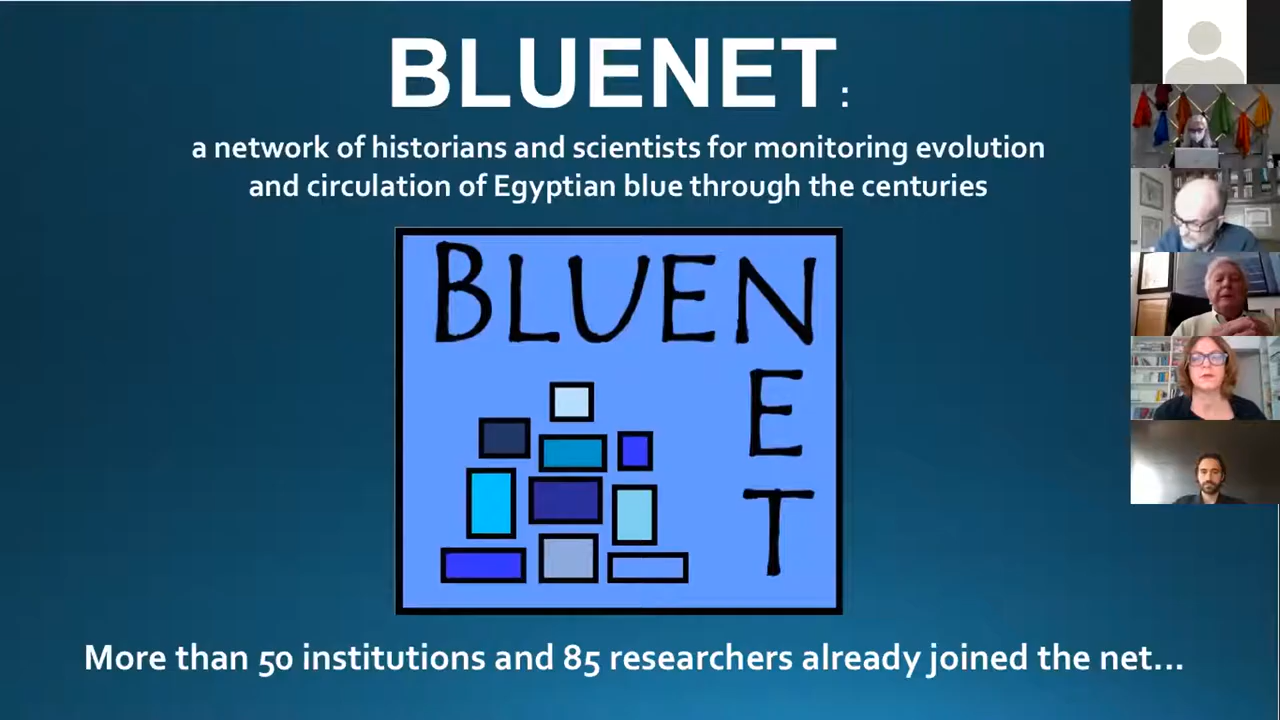 BLUENET:
a network of historians and scientists for monitoring evolution
and circulation of Egyptian blue through the centuries
BLUEN
E
T
More than 50 institutions and 85 researchers already joined the net...